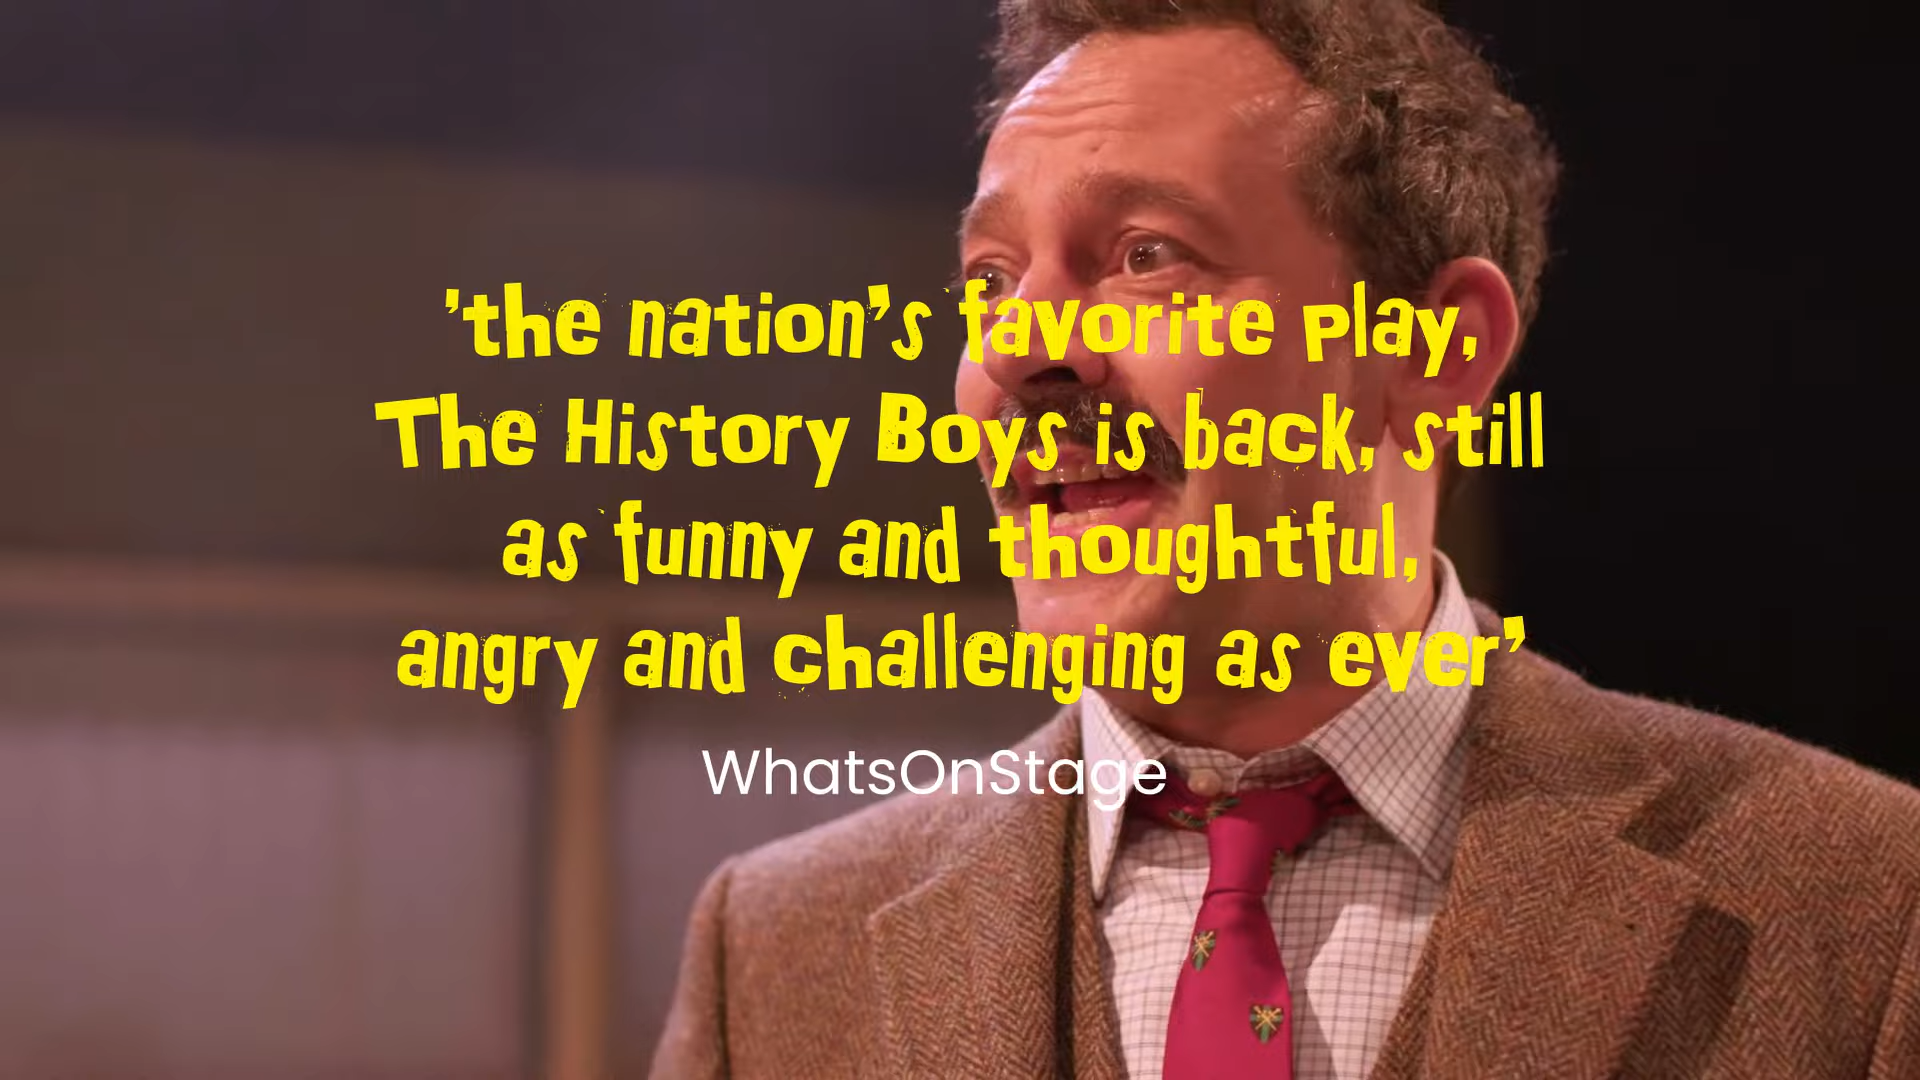 'the nation's favorite play,
The History Boys is back, still
as funny and thoughtful,
angry and challenging as ever'
WhatsOnStage